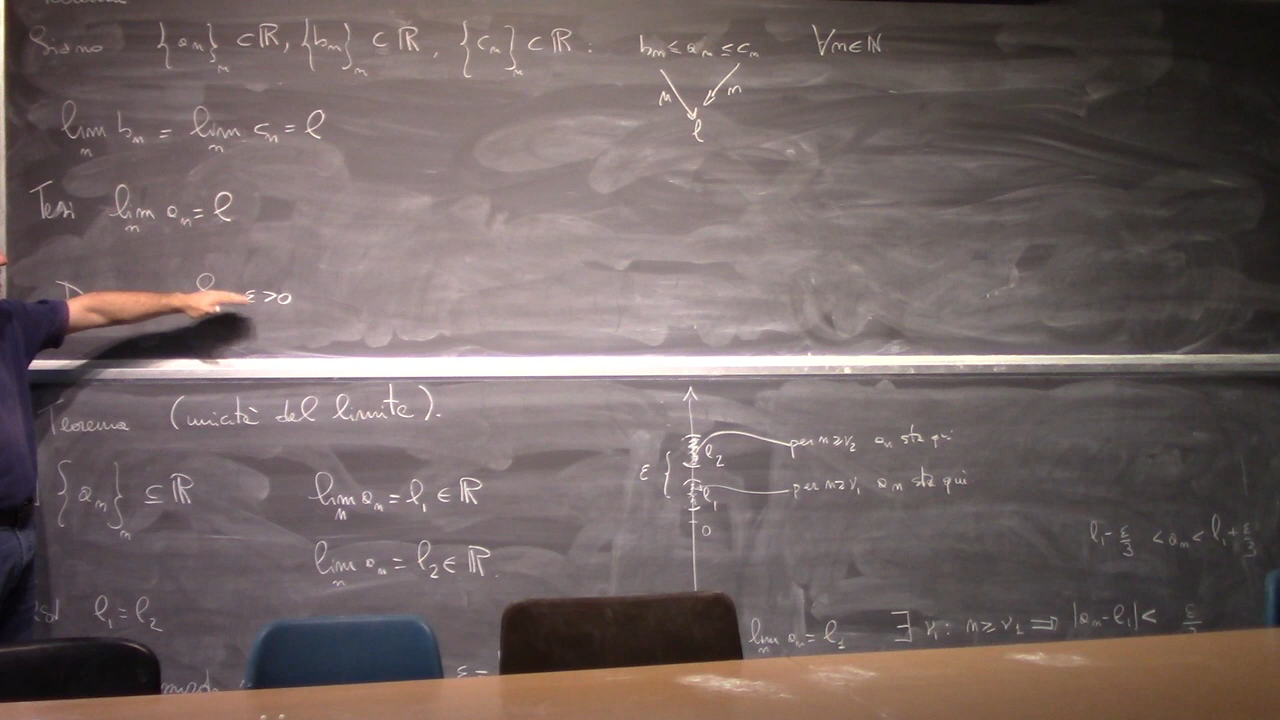 Siano {a_n}_n ⊂ ℝ, {b_n}_n ⊂ ℝ, {c_n}_n ⊂ ℝ : b_n ≤ a_n ≤ c_n ∀n∈ℕ
n n
ℓ
lim_n b_n = lim_n c_n = ℓ
Tesi lim_n a_n = ℓ
ε > 0
Teorema (unicità del limite).
{a_n}_n ⊆ ℝ
lim_n a_n = ℓ_1 ∈ ℝ
lim_n a_n = ℓ_2 ∈ ℝ.
ℓ_1 = ℓ_2
ε
ℓ_2
per n≥ν_2 a_n sta qui
ℓ_1
per n≥ν_1 a_n sta qui
0
ℓ_1 - ε/3 < a_n < ℓ_1 + ε/3
lim_n a_n = ℓ_1 ∃ ν_1 : n ≥ ν_1 ⟹ |a_n - ℓ_1| <